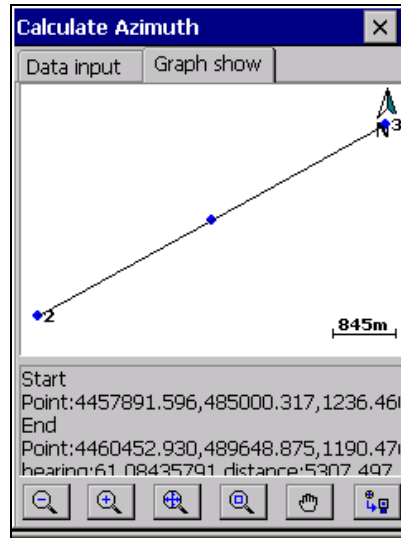 Calculate Azimuth
Data input Graph show
N 3
2
845m
Start
Point:4457891.596,485000.317,1236.46
End
Point:4460452.930,489648.875,1190.47
bearing:61.08435791 distance:5307.497